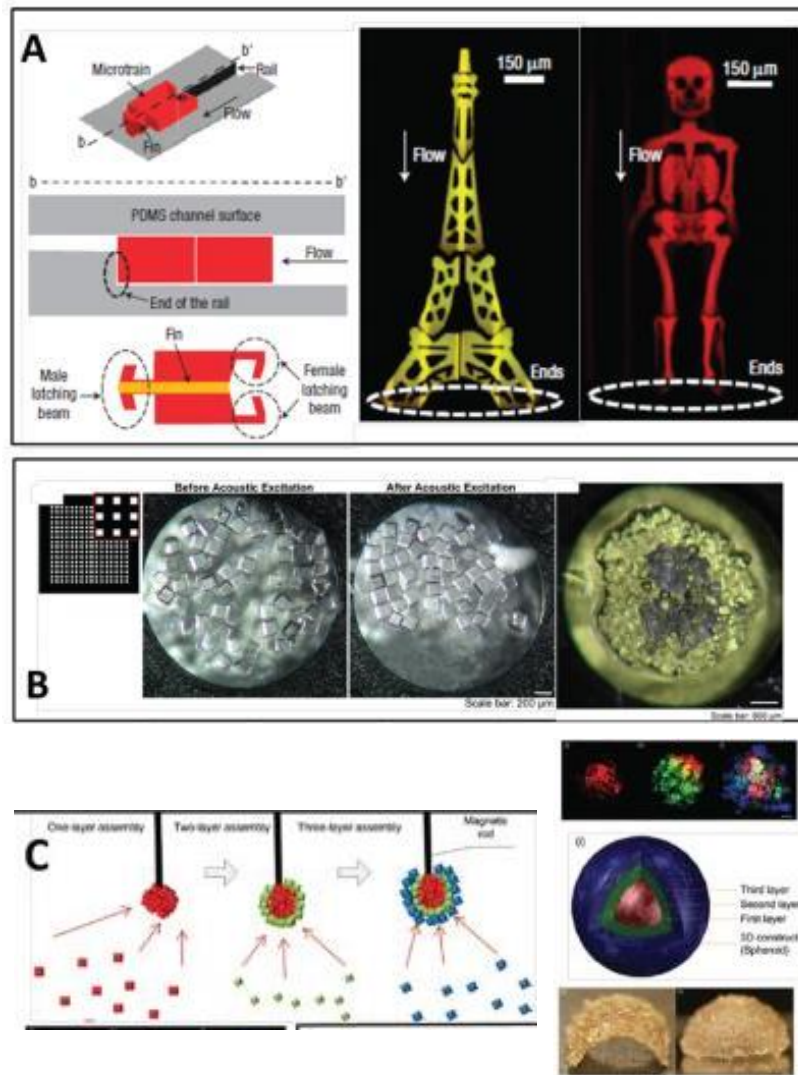 A
Microtrain
b'
Rail
Flow
b
Fin
b
b'
PDMS channel surface
Flow
End of the rail
Fin
Male
latching
beam
Female
latching
beam
150 μm
Flow
Ends
150 μm
Flow
Ends
Before Acoustic Excitation
After Acoustic Excitation
B
Scale bar: 200 μm
C
One-layer assembly
Two-layer assembly
Three-layer assembly
Magnetic
rod
Third layer
Second layer
First layer
3D construct
(Spheroid)